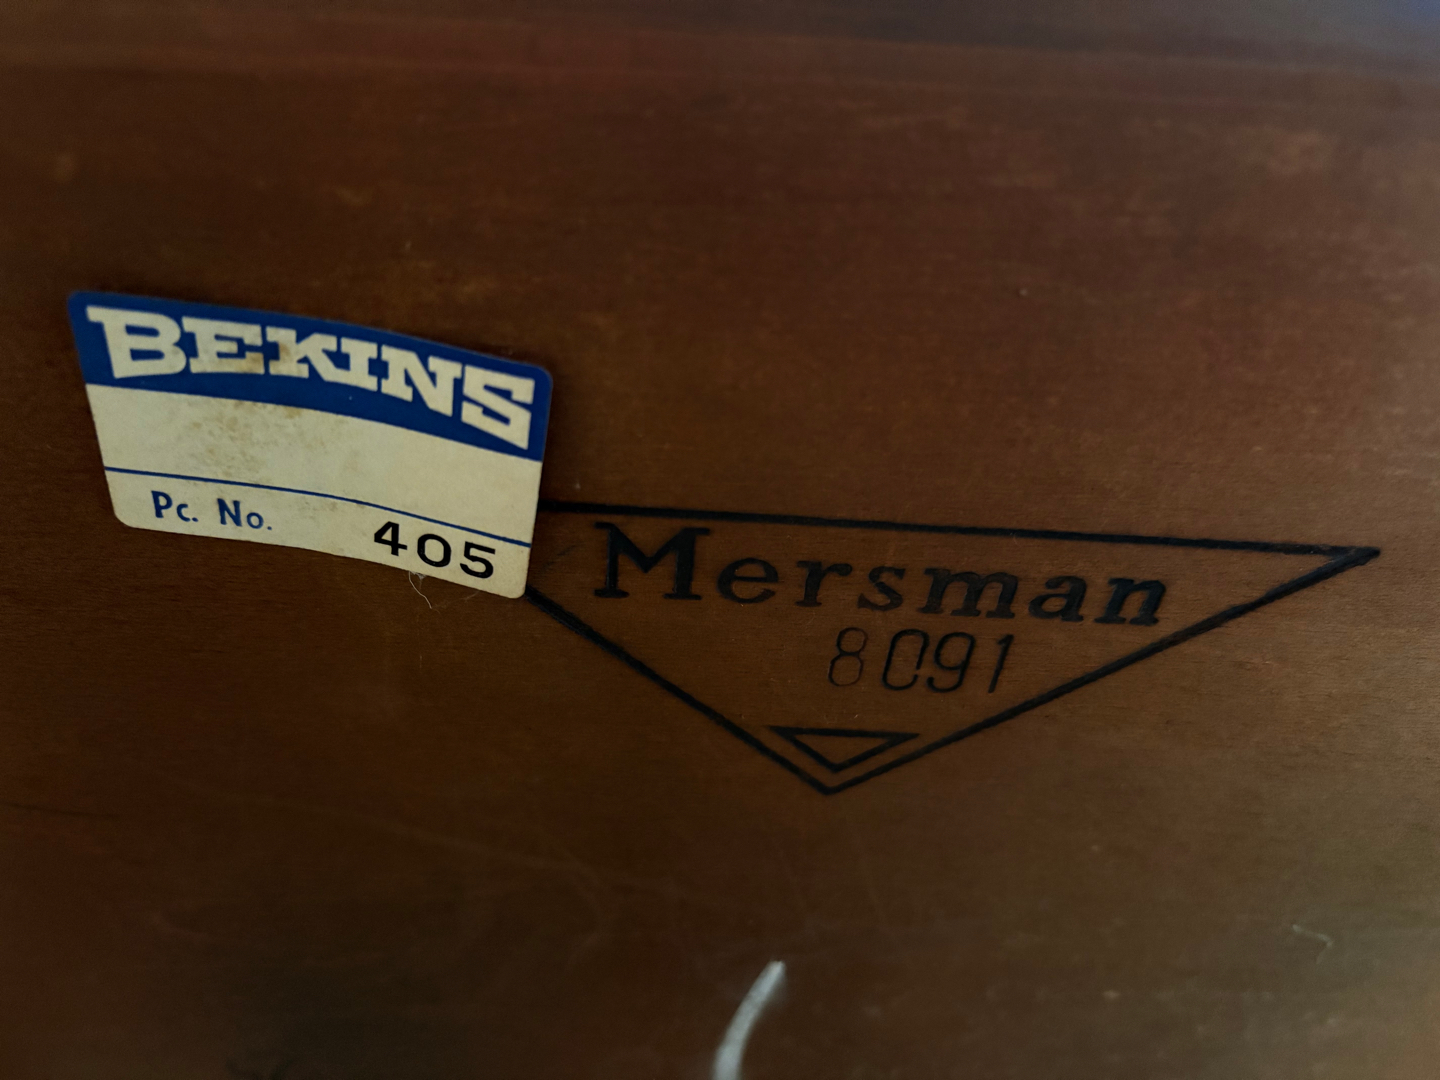 BEKINS
Pc. No. 405
Mersman
8091